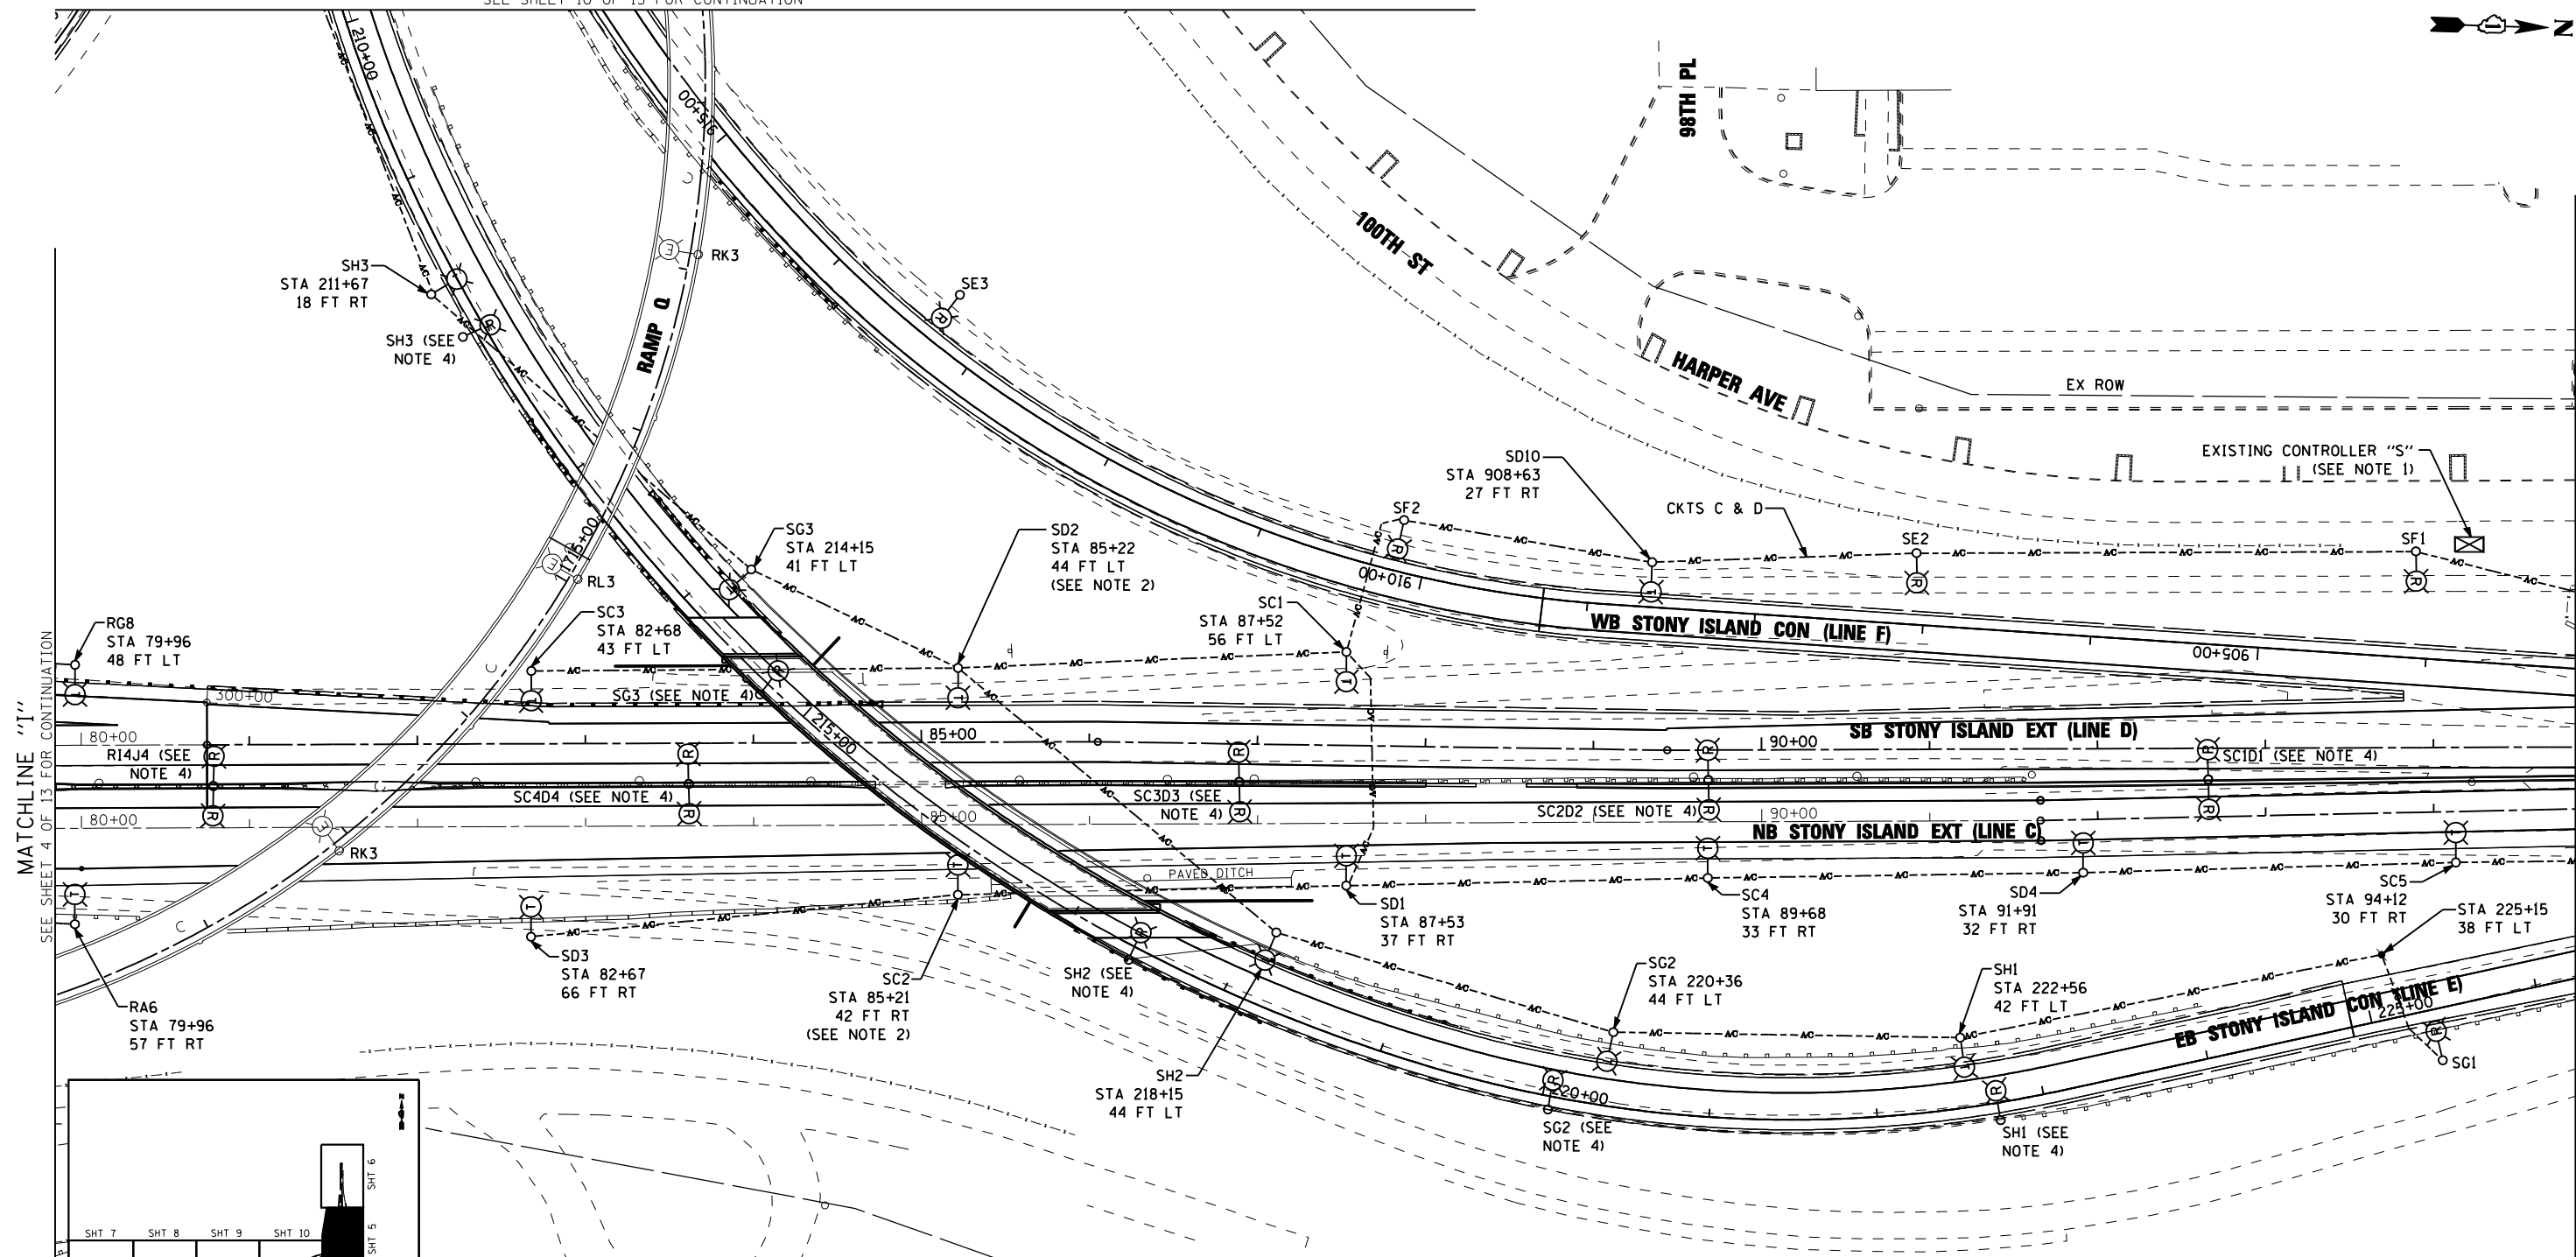 SEE SHEET 10 OF 13 FOR CONTINUATION
N
210+00
915+00
98TH PL
100TH ST
HARPER AVE
EX ROW
EXISTING CONTROLLER "S"
(SEE NOTE 1)
RK3
RAMP Q
SE3
SH3
STA 211+67
18 FT RT
SH3 (SEE
NOTE 4)
SD10
STA 908+63
27 FT RT
CKTS C & D
SF2
SE2
SF1
SG3
STA 214+15
41 FT LT
SD2
STA 85+22
44 FT LT
(SEE NOTE 2)
1715+00
RL3
SC3
STA 82+68
43 FT LT
SC1
STA 87+52
56 FT LT
910+00
WB STONY ISLAND CON (LINE F)
905+00
RG8
STA 79+96
48 FT LT
MATCHLINE "I"
SEE SHEET 4 OF 13 FOR CONTINUATION
300+00
SG3 (SEE NOTE 4)
215+00
80+00
85+00
90+00
SB STONY ISLAND EXT (LINE D)
R14J4 (SEE
NOTE 4)
SC4D4 (SEE NOTE 4)
SC3D3 (SEE
NOTE 4)
SC2D2 (SEE NOTE 4)
SC1D1 (SEE NOTE 4)
80+00
85+00
90+00
NB STONY ISLAND EXT (LINE C)
RK3
PAVED DITCH
SD3
STA 82+67
66 FT RT
SC2
STA 85+21
42 FT RT
(SEE NOTE 2)
SH2 (SEE
NOTE 4)
SD1
STA 87+53
37 FT RT
SC4
STA 89+68
33 FT RT
SD4
STA 91+91
32 FT RT
SC5
STA 94+12
30 FT RT
STA 225+15
38 FT LT
RA6
STA 79+96
57 FT RT
SH2
STA 218+15
44 FT LT
SG2
STA 220+36
44 FT LT
SH1
STA 222+56
42 FT LT
EB STONY ISLAND CON (LINE E)
225+00
SG1
220+00
SG2 (SEE
NOTE 4)
SH1 (SEE
NOTE 4)
SHT 6
SHT 5
SHT 7
SHT 8
SHT 9
SHT 10